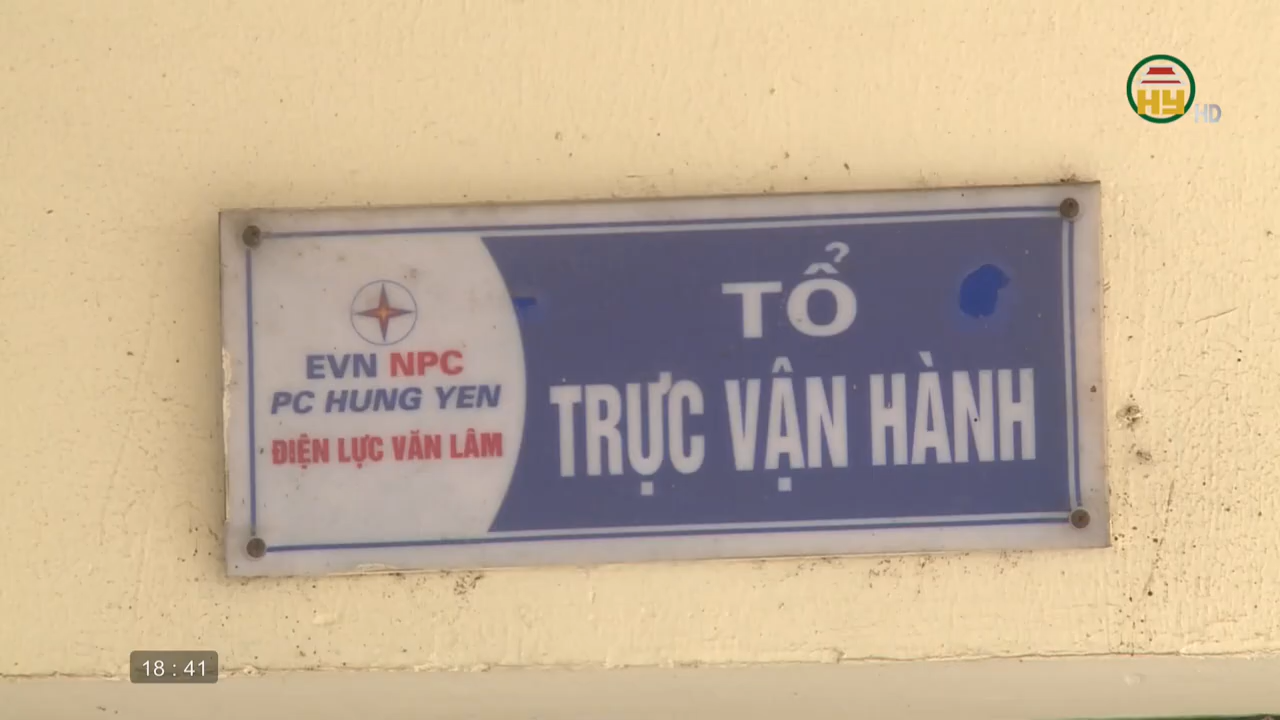 HY HD
EVN NPC
PC HUNG YEN
ĐIỆN LỰC VĂN LÂM
TỔ
TRỰC VẬN HÀNH
18 : 41